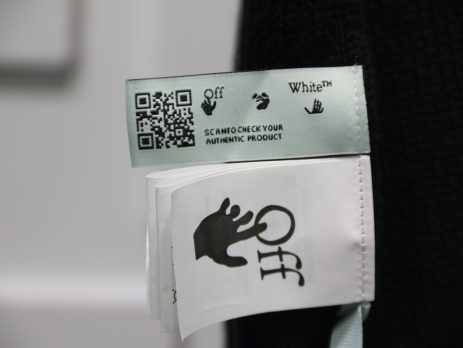 Off White™
SCAN TO CHECK YOUR
AUTHENTIC PRODUCT
Off